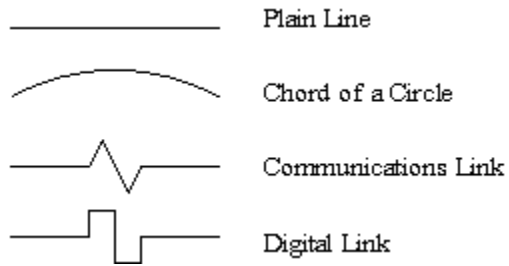 Plain Line
Chord of a Circle
Communications Link
Digital Link